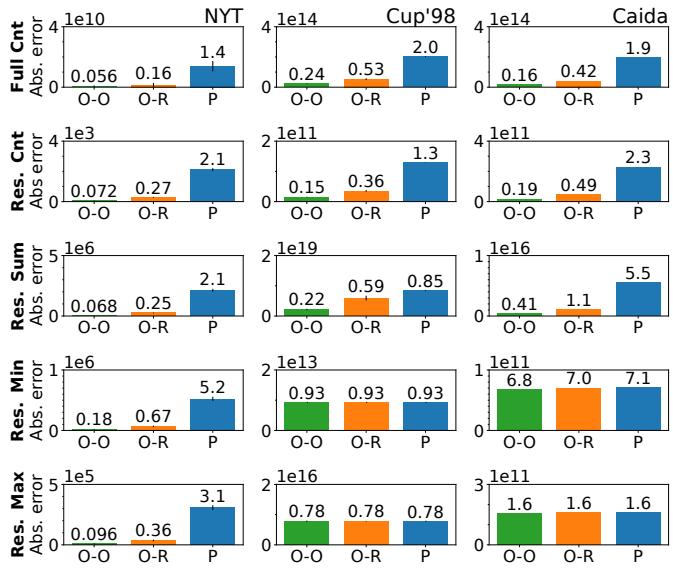 NYT
Cup'98
Caida
Full Cnt
Abs. error
1e10
4
0
0.056
0.16
1.4
O-O
O-R
P
1e14
4
0
0.24
0.53
2.0
O-O
O-R
P
1e14
4
0
0.16
0.42
1.9
O-O
O-R
P
Res. Cnt
Abs error
1e3
4
0
0.072
0.27
2.1
O-O
O-R
P
1e11
2
0
0.15
0.36
1.3
O-O
O-R
P
1e11
4
0
0.19
0.49
2.3
O-O
O-R
P
Res. Sum
Abs. error
1e6
5
0
0.068
0.25
2.1
O-O
O-R
P
1e19
2
0
0.22
0.59
0.85
O-O
O-R
P
1e16
1
0
0.41
1.1
5.5
O-O
O-R
P
Res. Min
Abs. error
1e6
1
0
0.18
0.67
5.2
O-O
O-R
P
1e13
2
0
0.93
0.93
0.93
O-O
O-R
P
1e11
1
0
6.8
7.0
7.1
O-O
O-R
P
Res. Max
Abs. error
1e5
5
0
0.096
0.36
3.1
O-O
O-R
P
1e16
2
0
0.78
0.78
0.78
O-O
O-R
P
1e11
3
0
1.6
1.6
1.6
O-O
O-R
P